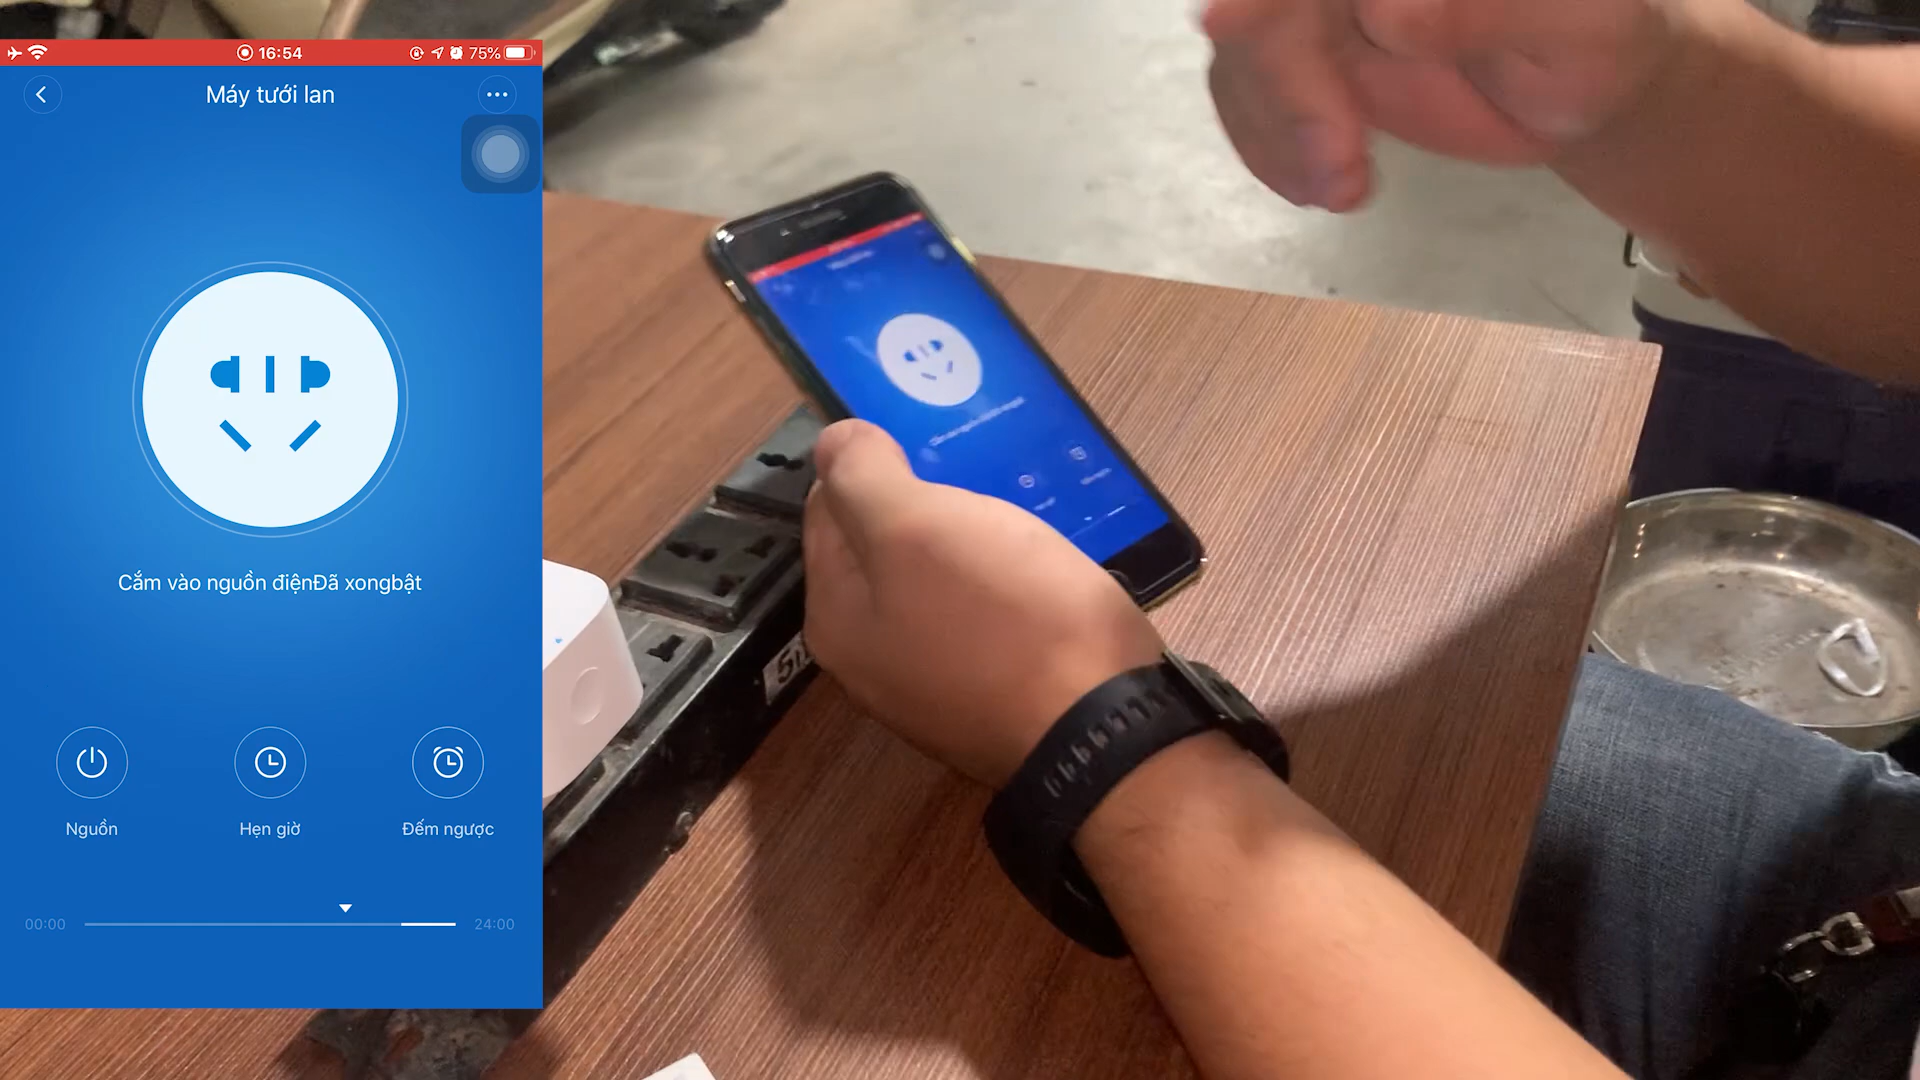 16:54
75%
Máy tưới lan
Cắm vào nguồn điệnĐã xongbật
Nguồn
Hẹn giờ
Đếm ngược
00:00
24:00